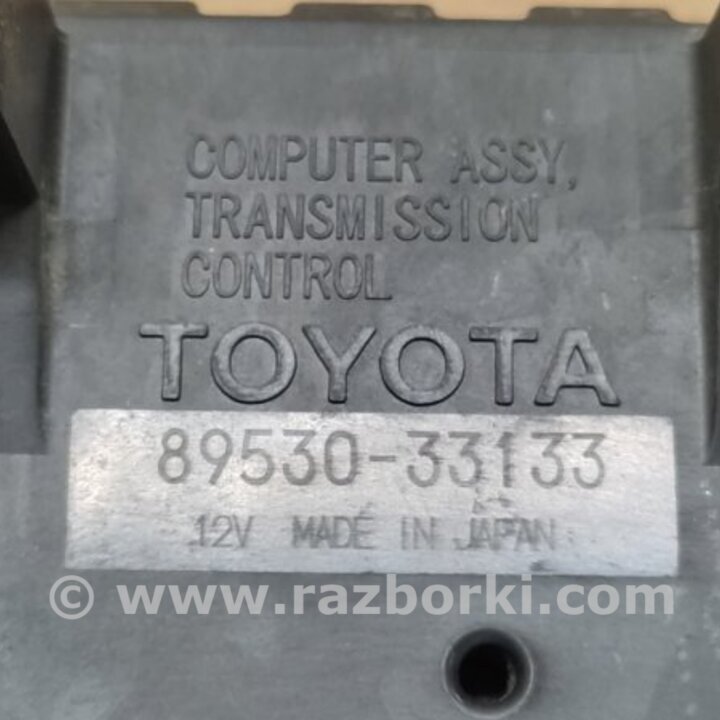 COMPUTER ASSY,
TRANSMISSION
CONTROL
TOYOTA
89530-33133
12V MADE IN JAPAN
© www.razborki.com